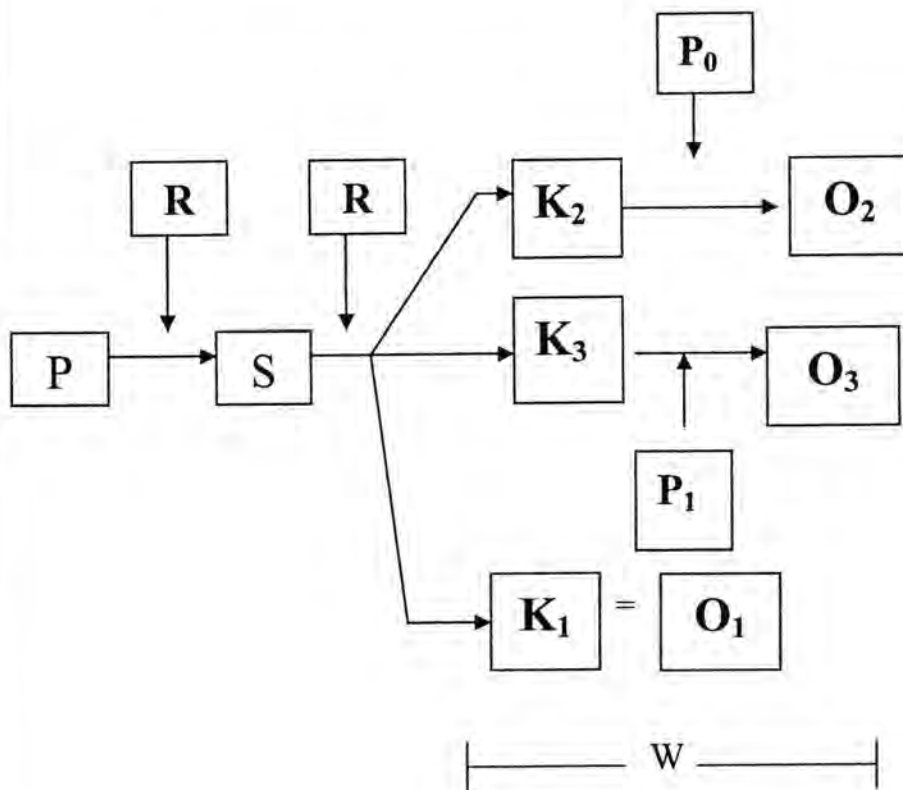 P₀
R R K₂ O₂
P S K₃ O₃
P₁
K₁ = O₁
W